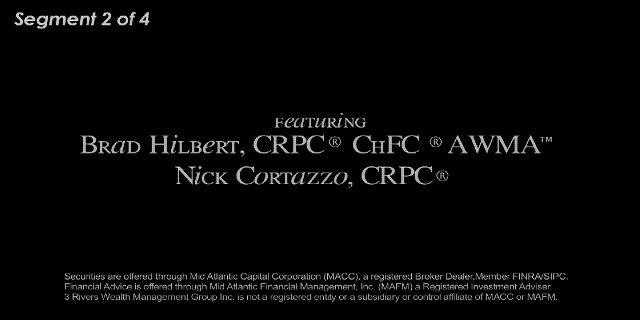 Segment 2 of 4
Featuring
Brad Hilbert, CRPC® ChFC ® AWMA™
Nick Cortazzo, CRPC®
Securities are offered through Mid Atlantic Capital Corporation (MACC), a registered Broker Dealer,Member FINRA/SIPC.
Financial Advice is offered through Mid Atlantic Financial Management, Inc. (MAFM) a Registered Investment Adviser.
3 Rivers Wealth Management Group Inc. is not a registered entity or a subsidiary or control affiliate of MACC or MAFM.